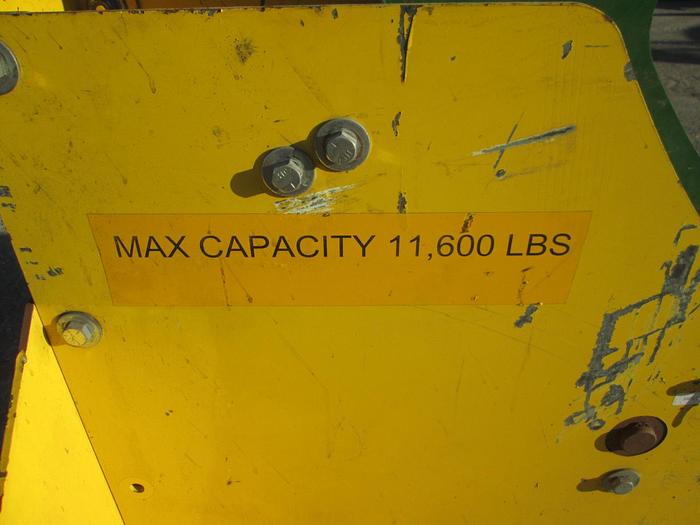 MAX CAPACITY 11,600 LBS